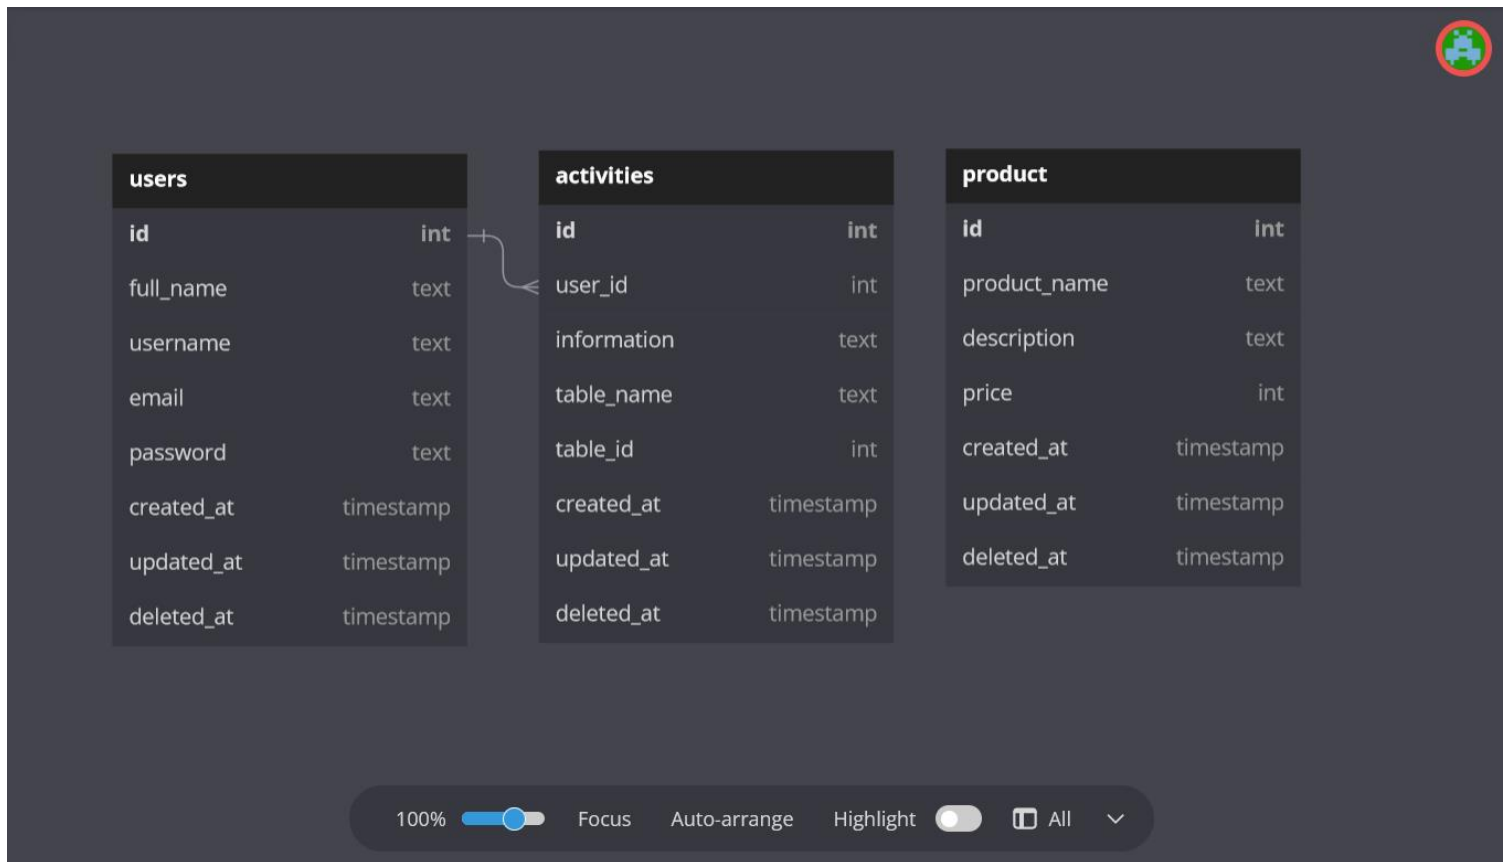 users
id int
full_name text
username text
email text
password text
created_at timestamp
updated_at timestamp
deleted_at timestamp
activities
id int
user_id int
information text
table_name text
table_id int
created_at timestamp
updated_at timestamp
deleted_at timestamp
product
id int
product_name text
description text
price int
created_at timestamp
updated_at timestamp
deleted_at timestamp
100% Focus Auto-arrange Highlight All